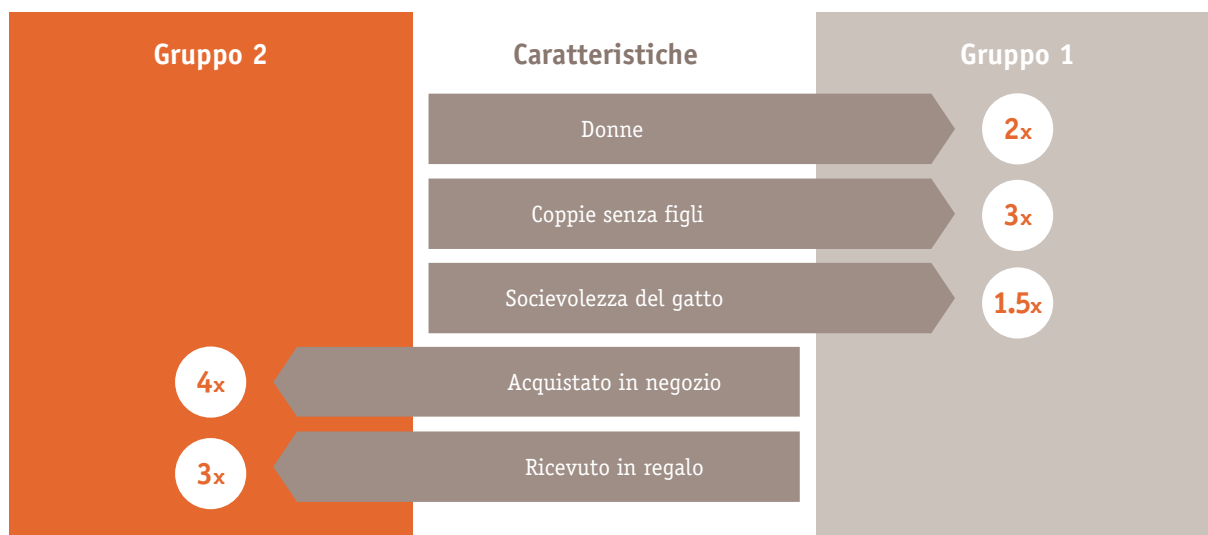 Gruppo 2
Caratteristiche
Gruppo 1
Donne
2x
Coppie senza figli
3x
Socievolezza del gatto
1.5x
4x
Acquistato in negozio
3x
Ricevuto in regalo